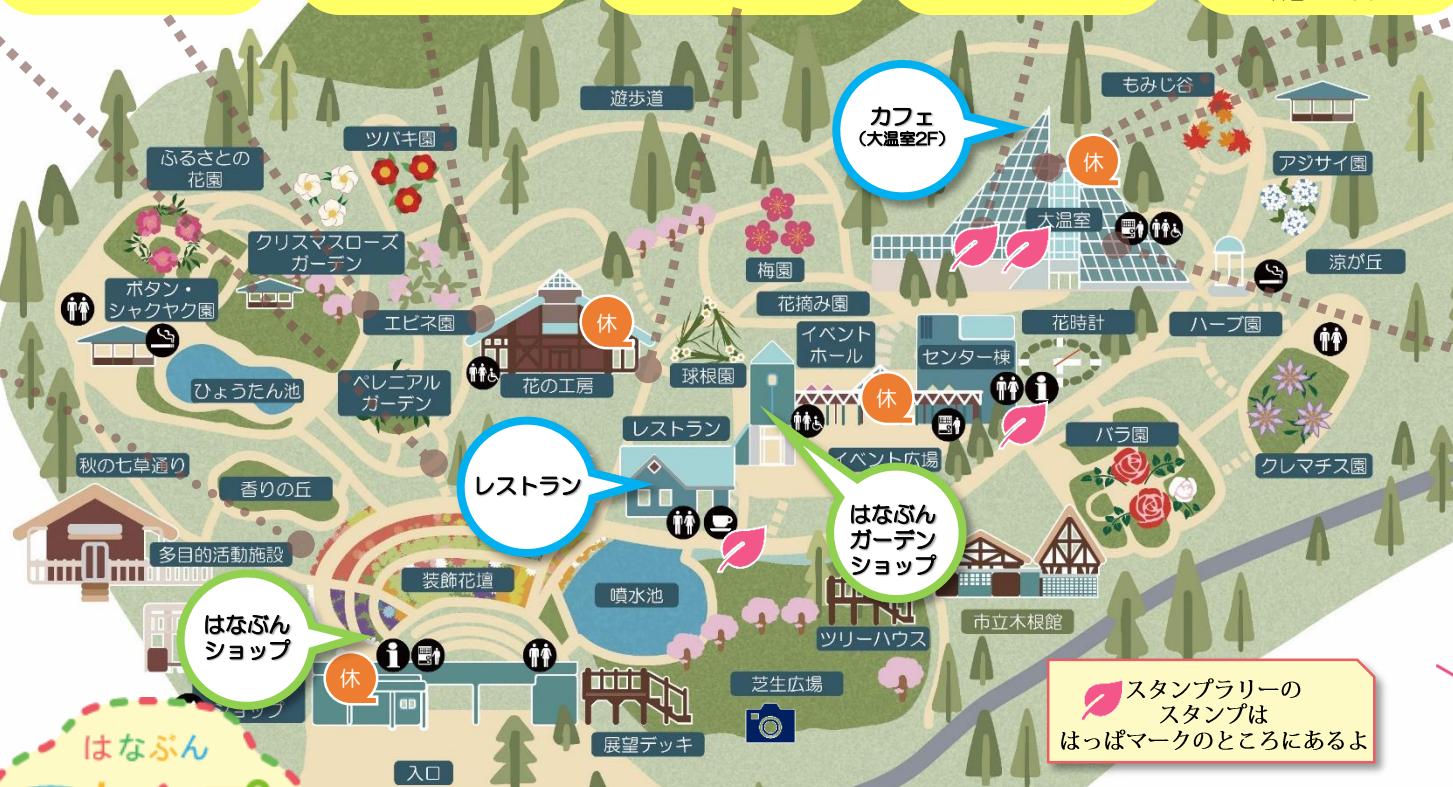 遊歩道
もみじ谷
カフェ
（大温室2F）
ツバキ園
ふるさとの
花園
休
アジサイ園
大温室
クリスマスローズ
ガーデン
梅園
涼が丘
ボタン・
シャクヤク園
花摘み園
エビネ園
休
イベント
ホール
花時計
ハーブ園
センター棟
ひょうたん池
ペレニアル
ガーデン
花の工房
球根園
休
レストラン
バラ園
イベント広場
秋の七草通り
香りの丘
レストラン
クレマチス園
はなぶん
ガーデン
ショップ
多目的活動施設
装飾花壇
噴水池
はなぶん
ショップ
市立木根館
ツリーハウス
休
芝生広場
スタンプラリーの
スタンプは
はっぱマークのところにあるよ
ショップ
展望デッキ
はなぶん
入口